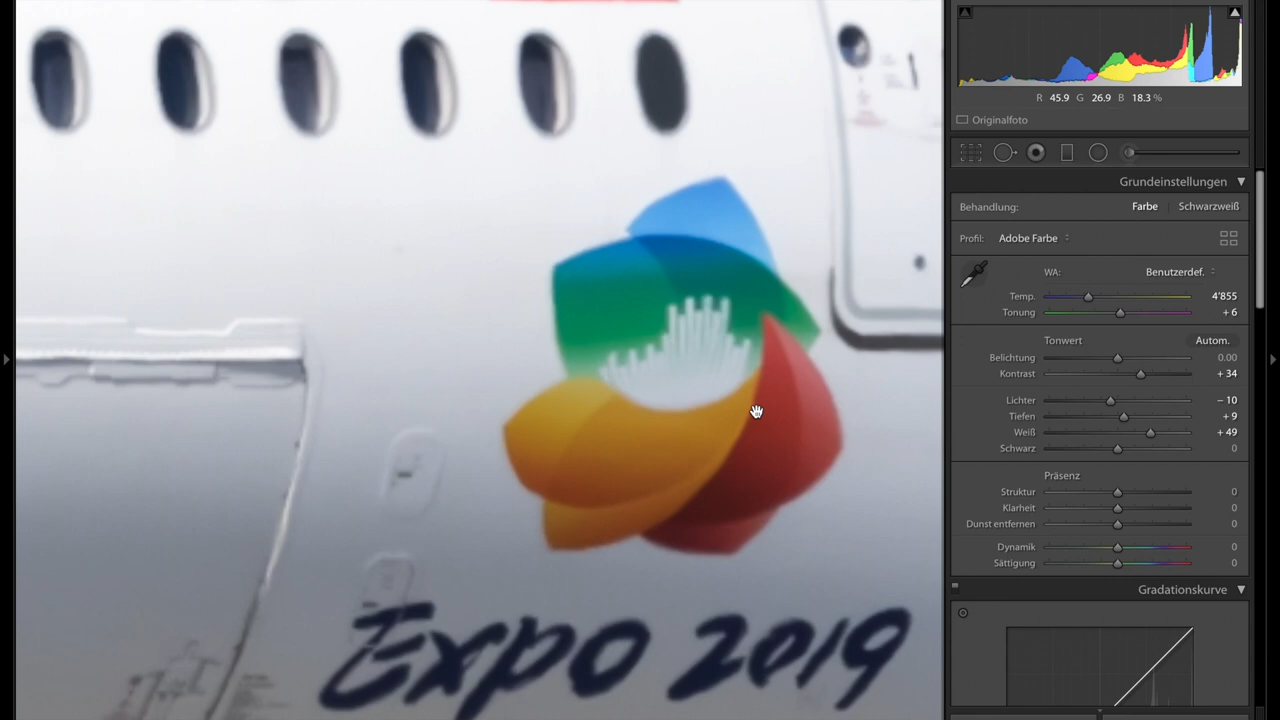 R 45.9 G 26.9 B 18.3 %
Originalfoto
Grundeinstellungen
Behandlung: Farbe Schwarzweiß
Profil: Adobe Farbe
WA: Benutzerdef.
Temp. 4'855
Tonung + 6
Tonwert Autom.
Belichtung 0.00
Kontrast + 34
Lichter − 10
Tiefen + 9
Weiß + 49
Schwarz 0
Präsenz
Struktur 0
Klarheit 0
Dunst entfernen 0
Dynamik 0
Sättigung 0
Gradationskurve
Expo 2019